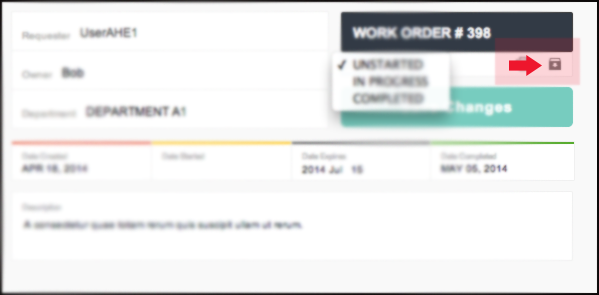 Requester UserAHE1
WORK ORDER # 398
✓ UNSTARTED
Owner Bob
IN PROGRESS
COMPLETED
Department DEPARTMENT A1
Changes
Date Created
Date Started
Date Expires
Date Completed
APR 18, 2014
2014 Jul 15
MAY 05, 2014
Description
A consectetur quae totam rerum quis suscipit ullam ut rerum.